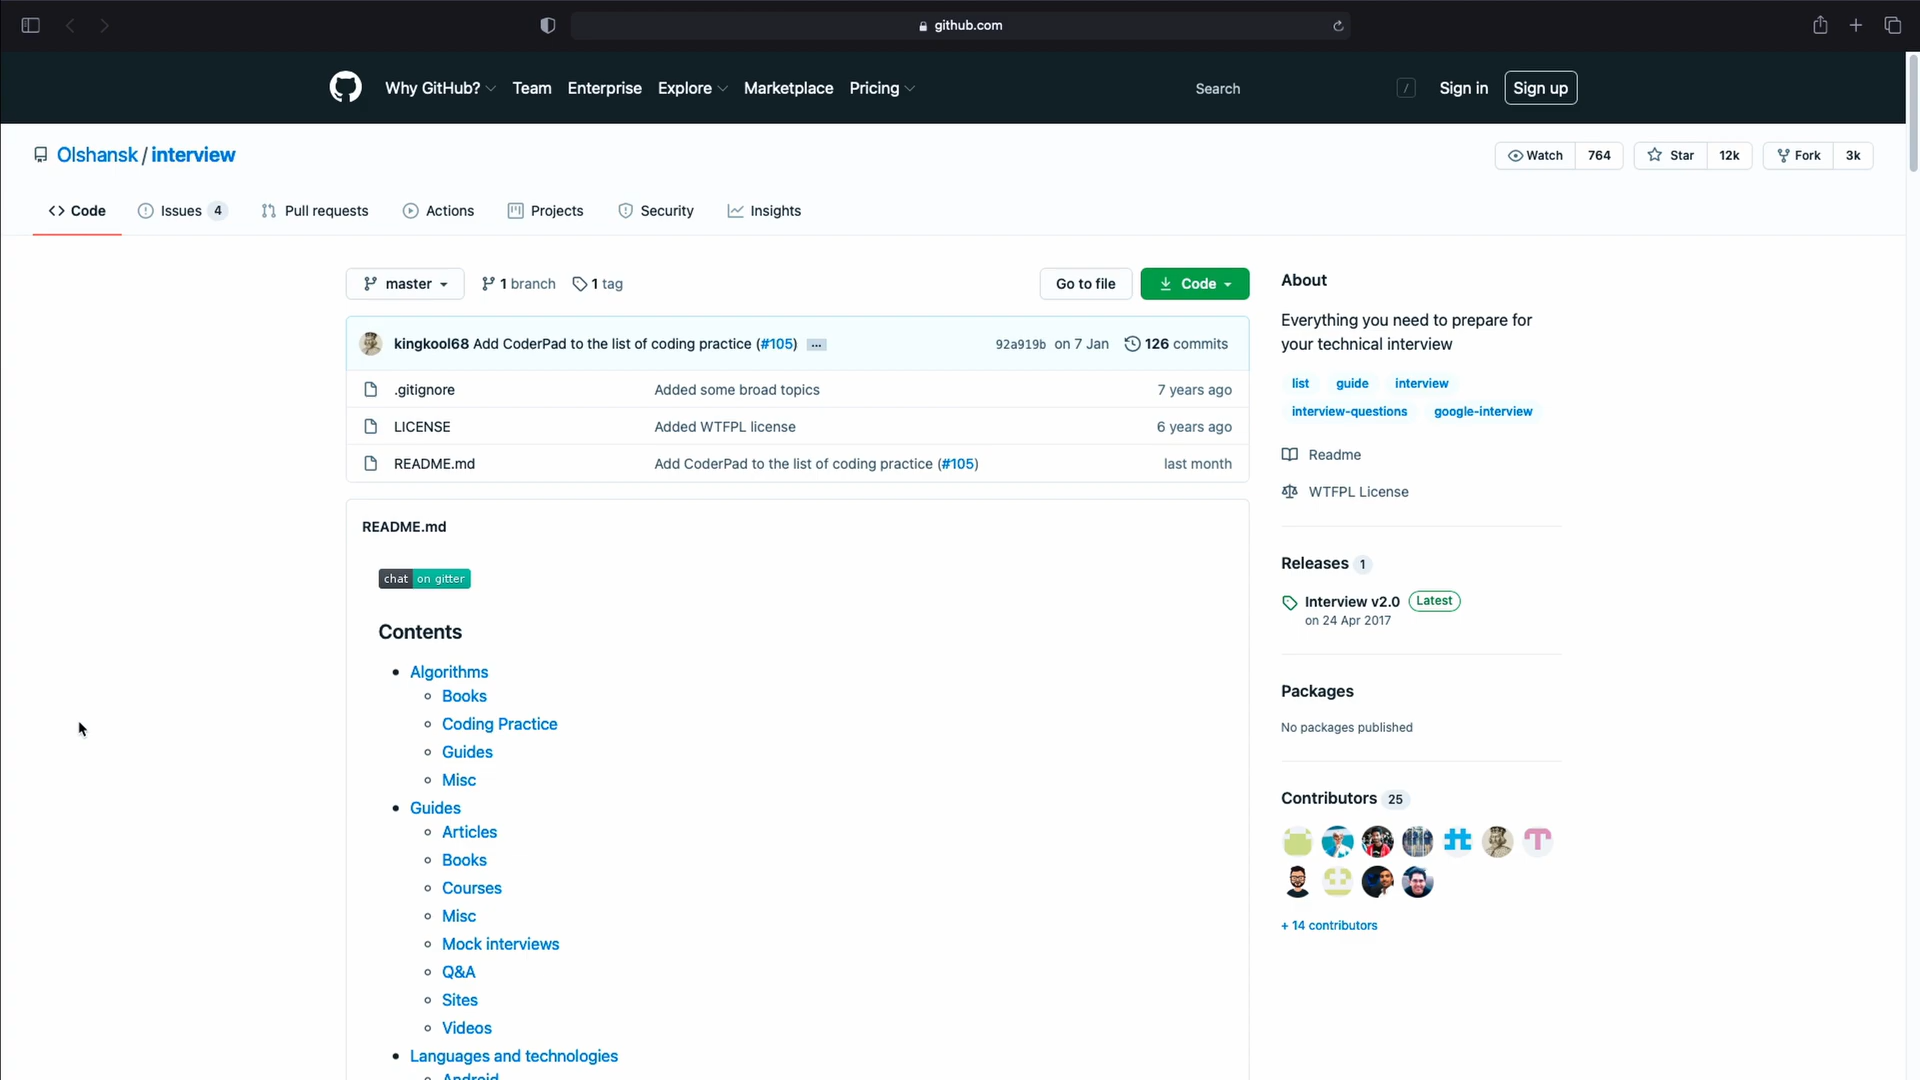 github.com
Why GitHub? Team Enterprise Explore Marketplace Pricing Search / Sign in Sign up
Olshansk / interview
Watch 764 Star 12k Fork 3k
Code Issues 4 Pull requests Actions Projects Security Insights
master 1 branch 1 tag Go to file Code
kingkool68 Add CoderPad to the list of coding practice (#105) ... 92a919b on 7 Jan 126 commits
.gitignore Added some broad topics 7 years ago
LICENSE Added WTFPL license 6 years ago
README.md Add CoderPad to the list of coding practice (#105) last month
README.md
chat on gitter
Contents
Algorithms
Books
Coding Practice
Guides
Misc
Guides
Articles
Books
Courses
Misc
Mock interviews
Q&A
Sites
Videos
Languages and technologies
Android
About
Everything you need to prepare for
your technical interview
list guide interview
interview-questions google-interview
Readme
WTFPL License
Releases 1
Interview v2.0 Latest
on 24 Apr 2017
Packages
No packages published
Contributors 25
+ 14 contributors